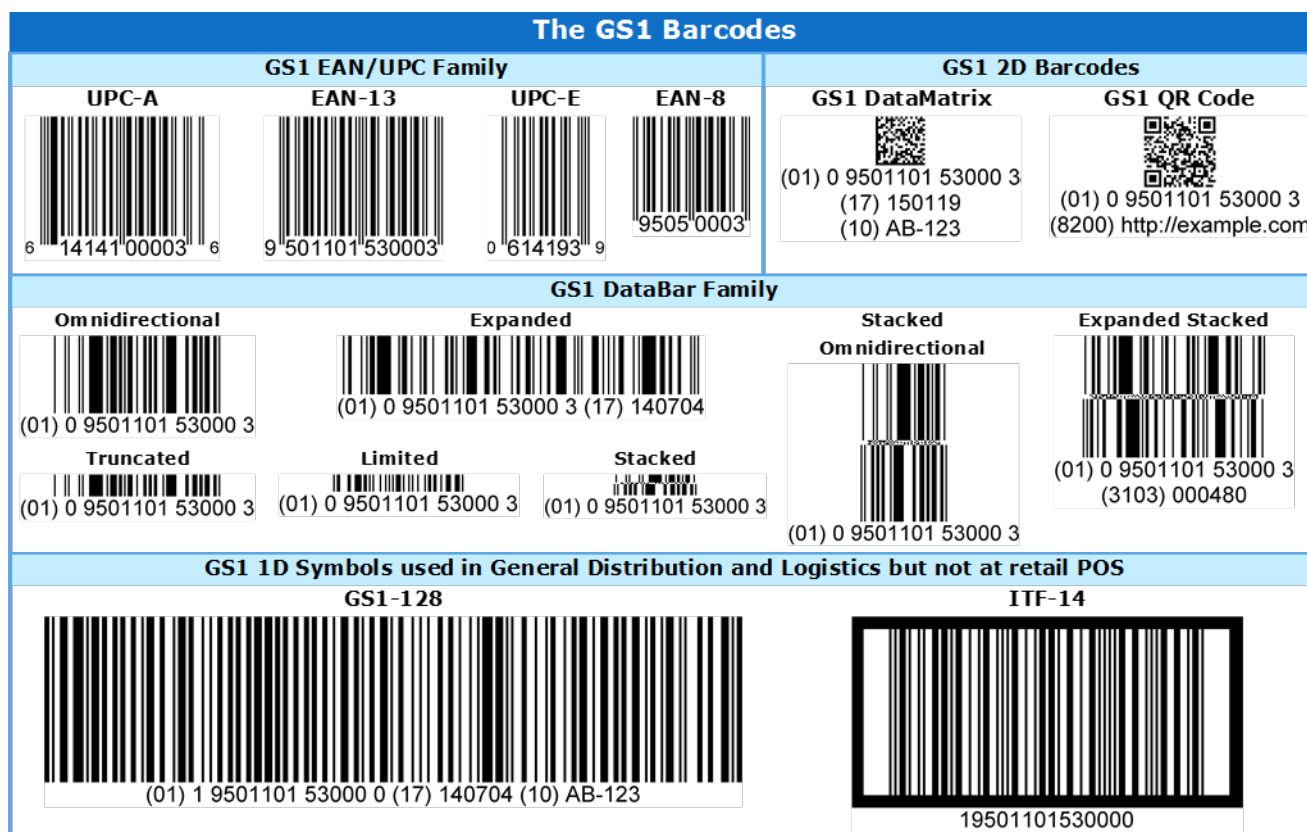 The GS1 Barcodes
GS1 EAN/UPC Family
UPC-A
EAN-13
UPC-E
EAN-8
6 14141 00003 6
9 501101 530003
0 614193 9
9505 0003
GS1 2D Barcodes
GS1 DataMatrix
(01) 0 9501101 53000 3
(17) 150119
(10) AB-123
GS1 QR Code
(01) 0 9501101 53000 3
(8200) http://example.com
GS1 DataBar Family
Omnidirectional
(01) 0 9501101 53000 3
Expanded
(01) 0 9501101 53000 3 (17) 140704
Stacked
Omnidirectional
(01) 0 9501101 53000 3
Expanded Stacked
(01) 0 9501101 53000 3
(3103) 000480
Truncated
(01) 0 9501101 53000 3
Limited
(01) 0 9501101 53000 3
Stacked
(01) 0 9501101 53000 3
GS1 1D Symbols used in General Distribution and Logistics but not at retail POS
GS1-128
(01) 1 9501101 53000 0 (17) 140704 (10) AB-123
ITF-14
19501101530000